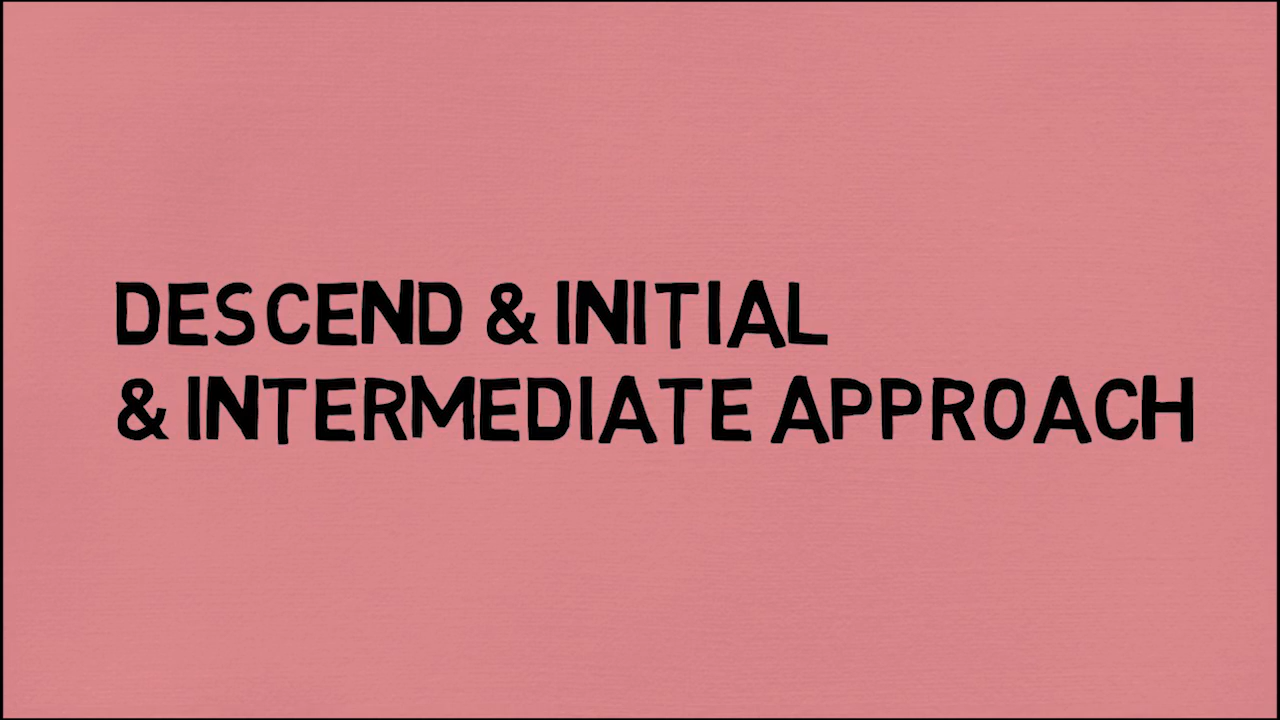 DESCEND & INITIAL
& INTERMEDIATE APPROACH